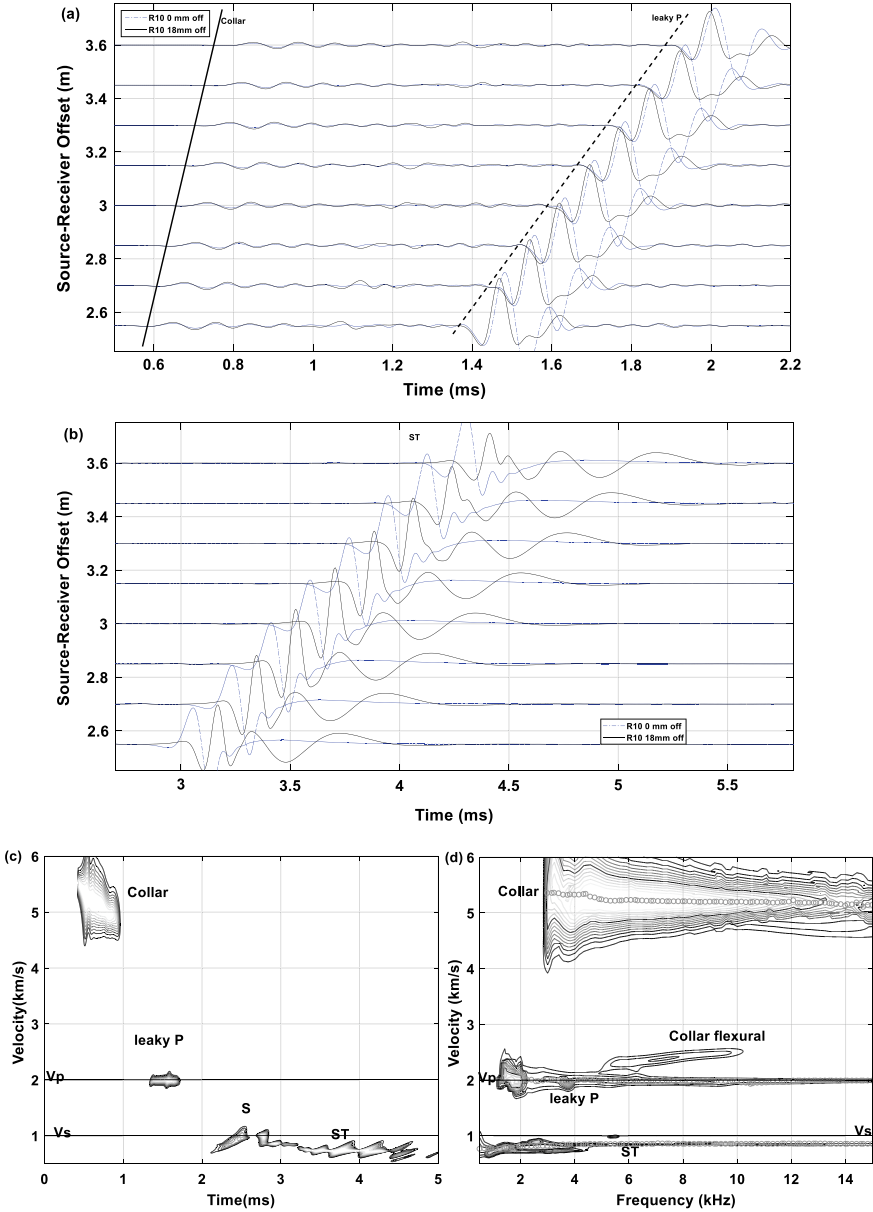 (a)
R10 0 mm off
R10 18mm off
Collar
leaky P
3.6
3.4
3.2
3
2.8
2.6
Source-Receiver Offset (m)
0.6 0.8 1 1.2 1.4 1.6 1.8 2 2.2
Time (ms)
(b)
ST
3.6
3.4
3.2
3
2.8
2.6
Source-Receiver Offset (m)
R10 0 mm off
R10 18mm off
3 3.5 4 4.5 5 5.5
Time (ms)
(c)
6
5
4
3
2
1
Velocity(km/s)
Collar
leaky P
Vp
S
Vs
ST
0 1 2 3 4 5
Time(ms)
(d)
6
5
4
3
2
1
Velocity (km/s)
Collar
Collar flexural
Vp
leaky P
Vs
ST
2 4 6 8 10 12 14
Frequency (kHz)